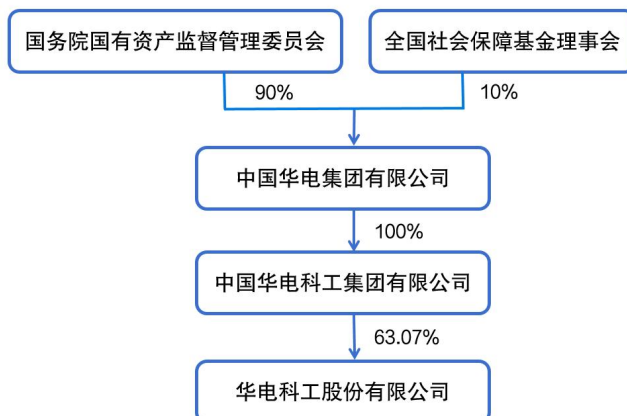 国务院国有资产监督管理委员会
全国社会保障基金理事会
90%
10%
中国华电集团有限公司
100%
中国华电科工集团有限公司
63.07%
华电科工股份有限公司